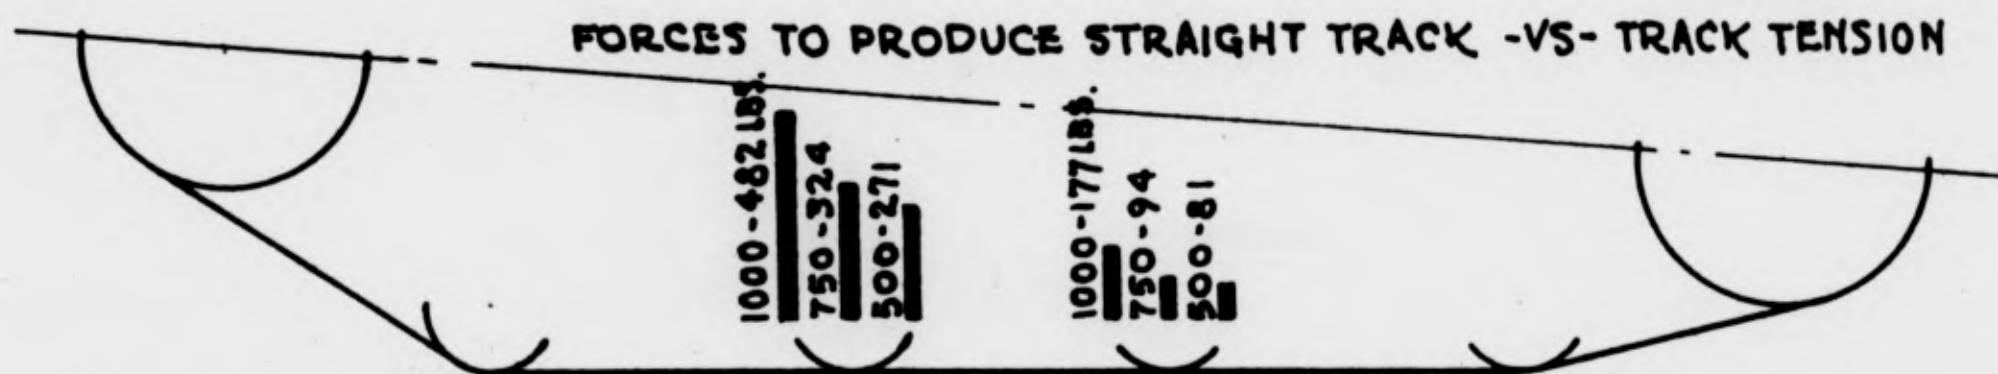 FORCES TO PRODUCE STRAIGHT TRACK -VS- TRACK TENSION
1000-482 LBS.
750-324
500-271
1000-177 LBS.
750-94
500-81